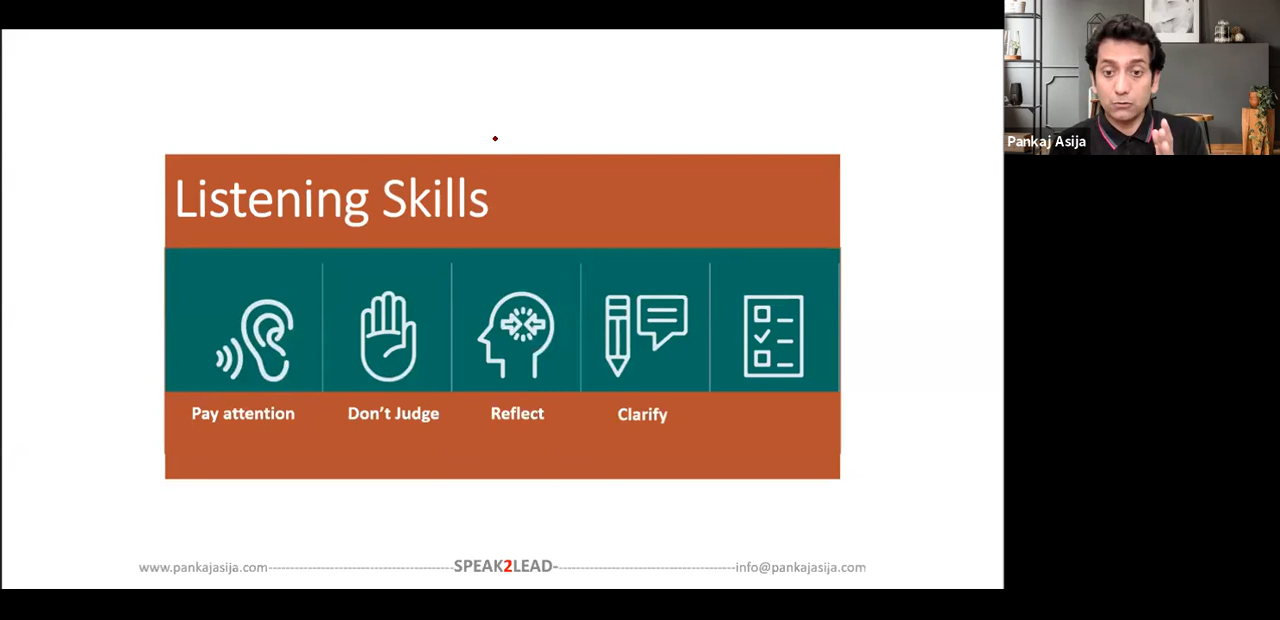 Listening Skills
Pay attention
Don't Judge
Reflect
Clarify
www.pankajasija.com-----------------------------------------SPEAK2LEAD-----------------------------------------info@pankajasija.com
Pankaj Asija